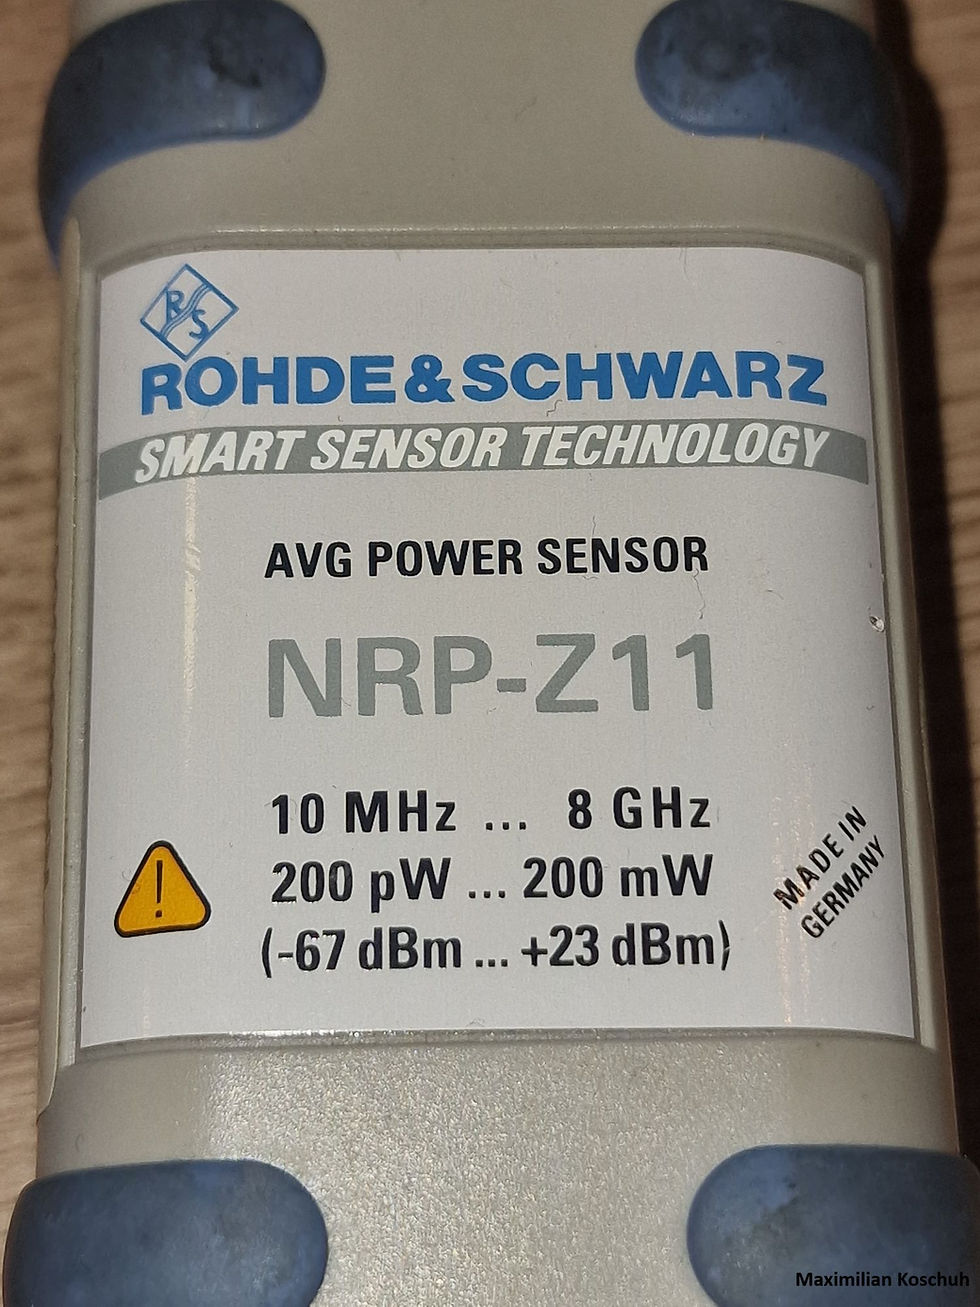 R
S
ROHDE&SCHWARZ
SMART SENSOR TECHNOLOGY
AVG POWER SENSOR
NRP-Z11
10 MHz ... 8 GHz
200 pW ... 200 mW
(-67 dBm ... +23 dBm)
!
MADE IN
GERMANY
Maximilian Koschuh